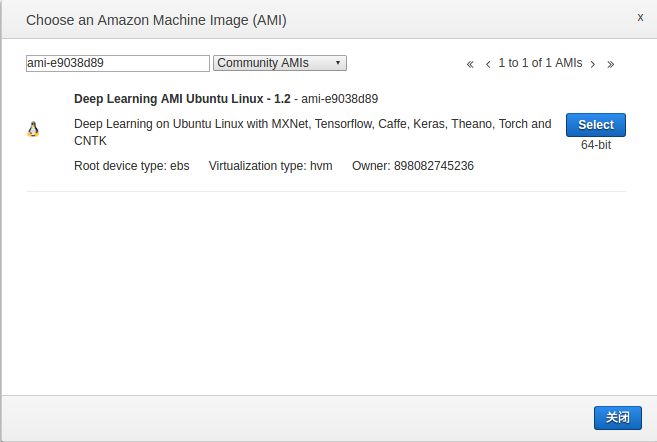 Choose an Amazon Machine Image (AMI) x
ami-e9038d89 Community AMIs 1 to 1 of 1 AMIs
Deep Learning AMI Ubuntu Linux - 1.2 - ami-e9038d89
Deep Learning on Ubuntu Linux with MXNet, Tensorflow, Caffe, Keras, Theano, Torch and
CNTK
Select
64-bit
Root device type: ebs Virtualization type: hvm Owner: 898082745236
关闭